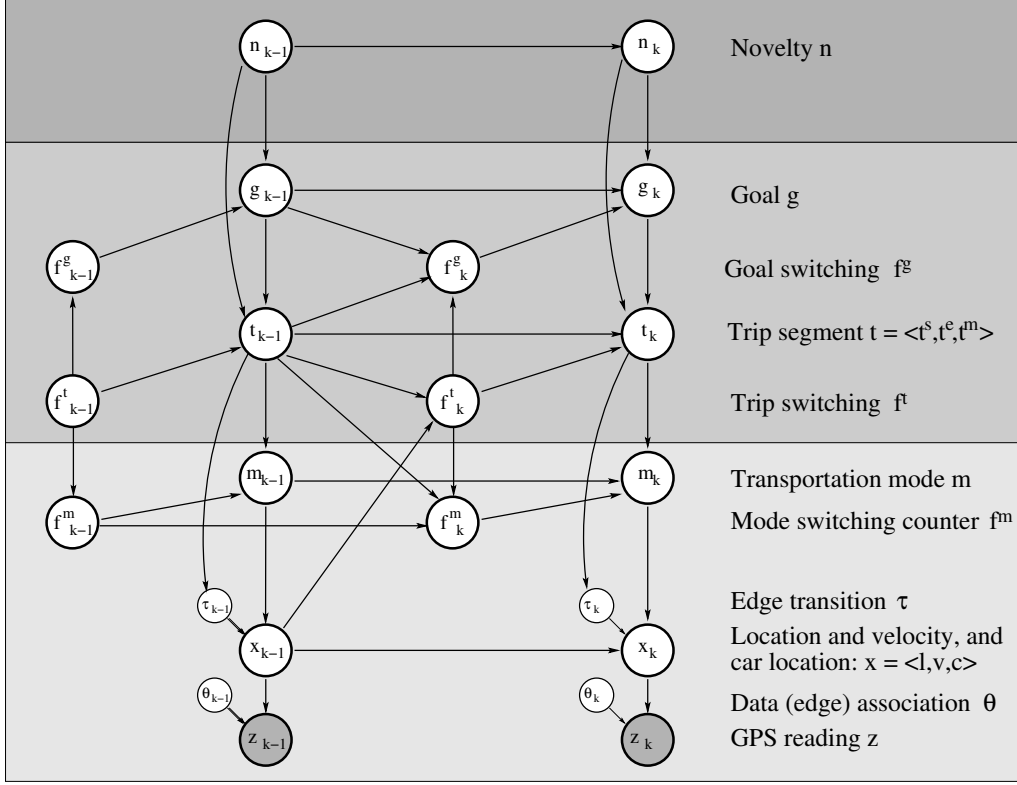 n k−1
n k
Novelty n
g k−1
g k
Goal g
f g k−1
f g k
Goal switching f g
t k−1
t k
Trip segment t = <t s,t e,t m>
f t k−1
f t k
Trip switching f t
m k−1
m k
Transportation mode m
f m k−1
f m k
Mode switching counter f m
τ k−1
τ k
Edge transition τ
x k−1
x k
Location and velocity, and
car location: x = <l,v,c>
θ k−1
θ k
Data (edge) association θ
z k−1
z k
GPS reading z